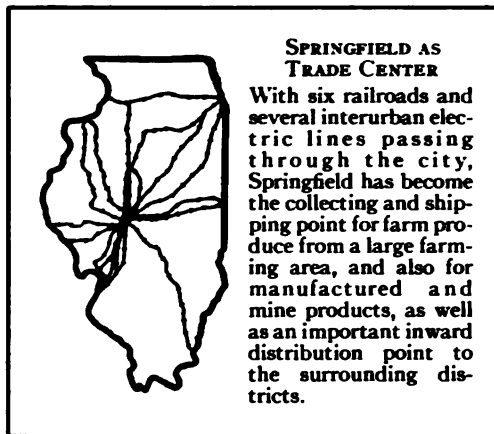 SPRINGFIELD AS
TRADE CENTER
With six railroads and
several interurban elec-
tric lines passing
through the city,
Springfield has become
the collecting and ship-
ping point for farm pro-
duce from a large farm-
ing area, and also for
manufactured and
mine products, as well
as an important inward
distribution point to
the surrounding dis-
tricts.